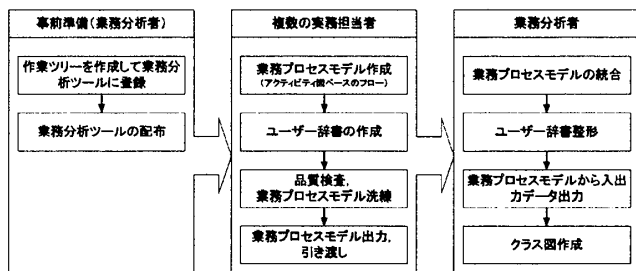 事前準備(業務分析者)
作業ツリーを作成して業務分
析ツールに登録
業務分析ツールの配布
複数の実務担当者
業務プロセスモデル作成
(アクティビティ図ベースのフロー)
ユーザー辞書の作成
品質検査,
業務プロセスモデル洗練
業務プロセスモデル出力,
引き渡し
業務分析者
業務プロセスモデルの統合
ユーザー辞書整形
業務プロセスモデルから入出
力データ出力
クラス図作成